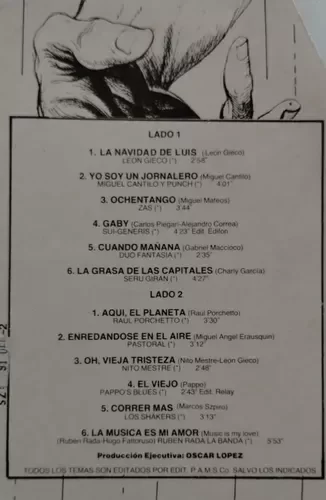 LADO 1
1. LA NAVIDAD DE LUIS (León Gieco)
LEON GIECO (*) 2'58"
2. YO SOY UN JORNALERO (Miguel Cantilo)
MIGUEL CANTILO Y PUNCH (*) 4'01"
3. OCHENTANGO (Miguel Mateos)
ZAS (*) 3'44"
4. GABY (Carlos Piegari-Alejandro Correa)
SUI-GENERIS (*) 4'23" Edit. Edifon
5. CUANDO MAÑANA (Gabriel Maccioco)
DUO FANTASIA (*) 2'35"
6. LA GRASA DE LAS CAPITALES (Charly García)
SERU GIRAN (*) 4'27"
LADO 2
1. AQUI, EL PLANETA (Raúl Porchetto)
RAUL PORCHETTO (*) 3'30"
2. ENREDANDOSE EN EL AIRE (Miguel Angel Erausquin)
PASTORAL (*) 3'12"
3. OH, VIEJA TRISTEZA (Nito Mestre-León Gieco)
NITO MESTRE (*) 2'48"
4. EL VIEJO (Pappo)
PAPPO'S BLUES (*) 2'43" Edit. Relay
5. CORRER MAS (Marcos Szpiro)
LOS SHAKERS (*) 3'13"
6. LA MUSICA ES MI AMOR (Music is my love)
(Ruben Rada-Hugo Fattoruso) RUBEN RADA LA BANDA (*) 5'53"
Producción Ejecutiva: OSCAR LOPEZ
TODOS LOS TEMAS SON EDITADOS POR EDIT. P.A.M.S.Co. SALVO LOS INDICADOS